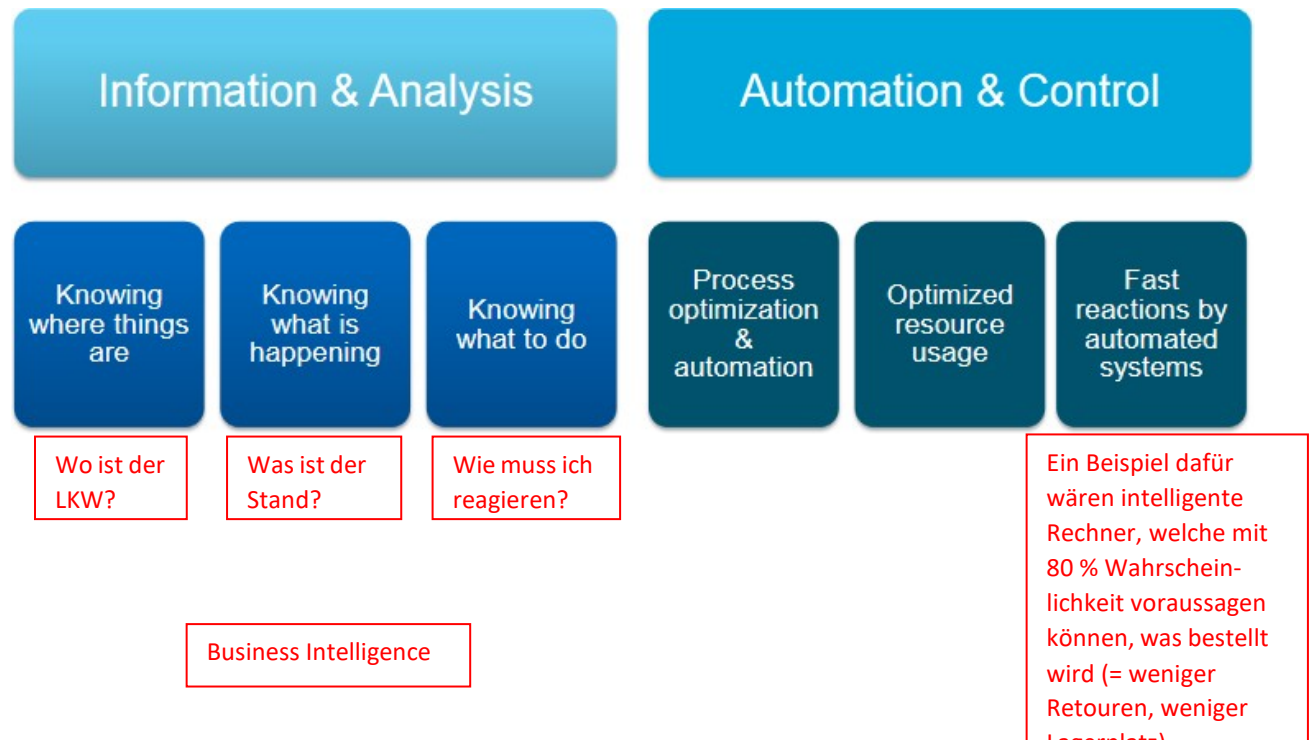 Information & Analysis
Automation & Control
Knowing
where things
are
Knowing
what is
happening
Knowing
what to do
Process
optimization
&
automation
Optimized
resource
usage
Fast
reactions by
automated
systems
Wo ist der
LKW?
Was ist der
Stand?
Wie muss ich
reagieren?
Ein Beispiel dafür
wären intelligente
Rechner, welche mit
80 % Wahrschein-
lichkeit voraussagen
können, was bestellt
wird (= weniger
Retouren, weniger
Lagerplatz)
Business Intelligence